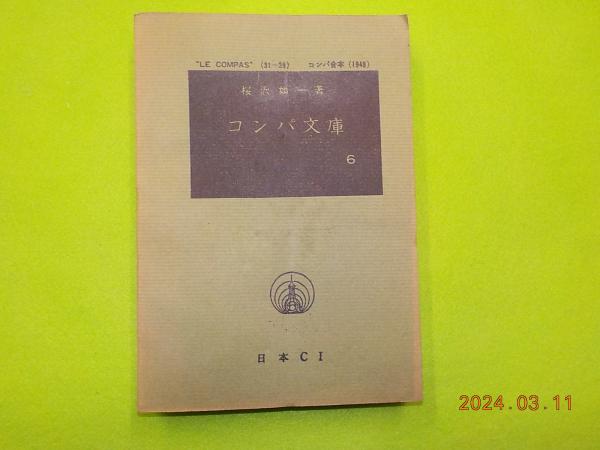 "LE COMPAS" (31—39) コンパ合本 (1948)
桜沢如一著
コンパ文庫
6
日本CI
2024.03.11